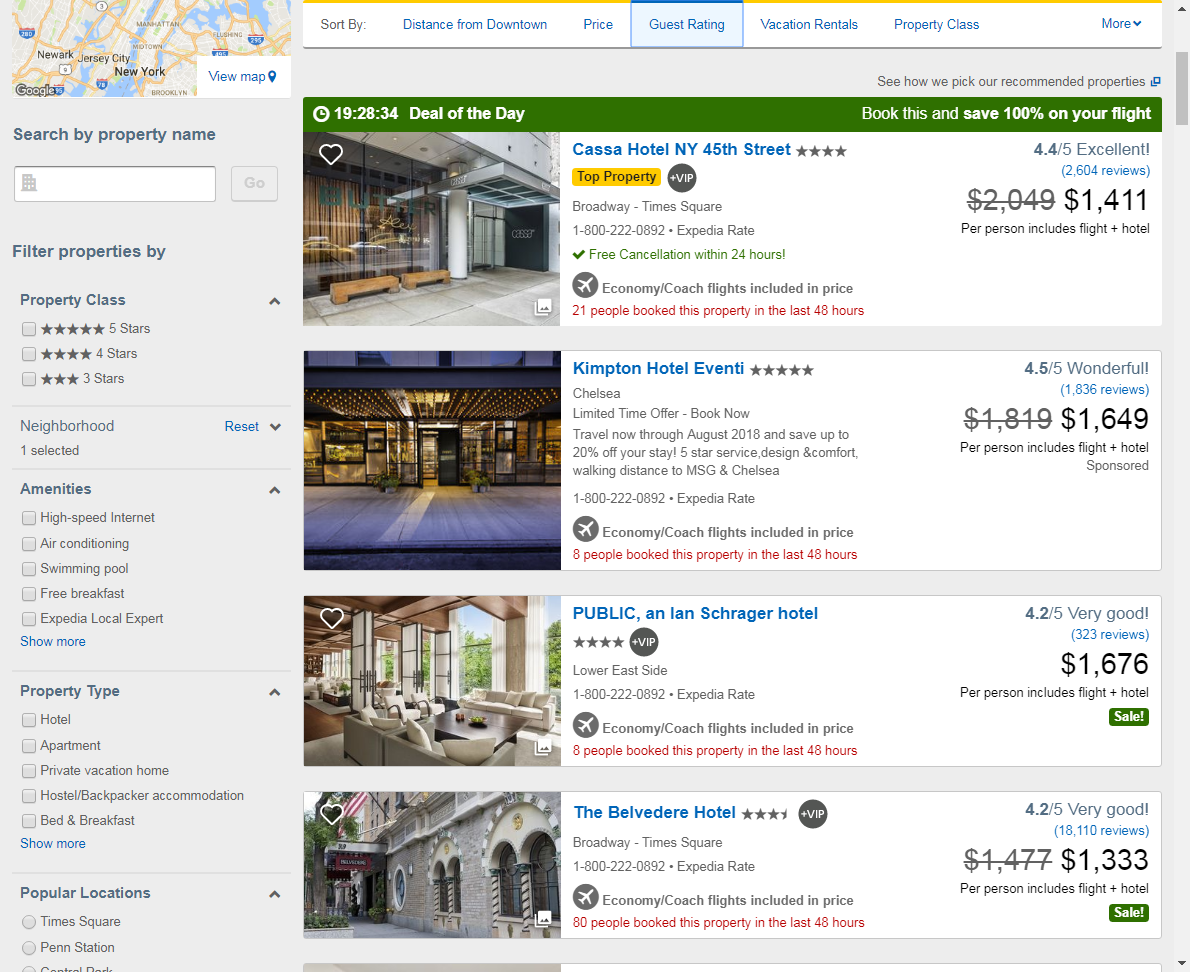 3
MANHATTAN
280
FLUSHING
MIDTOWN
495
295
Newark
Jersey City
9
New York
View map
78
Google
95
BROOKLYN
Search by property name
Go
Filter properties by
Property Class
5 Stars
4 Stars
3 Stars
Neighborhood Reset
1 selected
Amenities
High-speed Internet
Air conditioning
Swimming pool
Free breakfast
Expedia Local Expert
Show more
Property Type
Hotel
Apartment
Private vacation home
Hostel/Backpacker accommodation
Bed & Breakfast
Show more
Popular Locations
Times Square
Penn Station
Central Park
Sort By: Distance from Downtown Price Guest Rating Vacation Rentals Property Class More
See how we pick our recommended properties
19:28:34 Deal of the Day Book this and save 100% on your flight
BUTTER
Cassa Hotel NY 45th Street
Top Property +VIP
Broadway - Times Square
1-800-222-0892 • Expedia Rate
Free Cancellation within 24 hours!
Economy/Coach flights included in price
21 people booked this property in the last 48 hours
4.4/5 Excellent!
(2,604 reviews)
$2,049 $1,411
Per person includes flight + hotel
Kimpton Hotel Eventi
Chelsea
Limited Time Offer - Book Now
Travel now through August 2018 and save up to
20% off your stay! 5 star service,design &comfort,
walking distance to MSG & Chelsea
1-800-222-0892 • Expedia Rate
Economy/Coach flights included in price
8 people booked this property in the last 48 hours
4.5/5 Wonderful!
(1,836 reviews)
$1,819 $1,649
Per person includes flight + hotel
Sponsored
PUBLIC, an Ian Schrager hotel
+VIP
Lower East Side
1-800-222-0892 • Expedia Rate
Economy/Coach flights included in price
8 people booked this property in the last 48 hours
4.2/5 Very good!
(323 reviews)
$1,676
Per person includes flight + hotel
Sale!
BELVEDERE
The Belvedere Hotel +VIP
Broadway - Times Square
1-800-222-0892 • Expedia Rate
Economy/Coach flights included in price
80 people booked this property in the last 48 hours
4.2/5 Very good!
(18,110 reviews)
$1,477 $1,333
Per person includes flight + hotel
Sale!